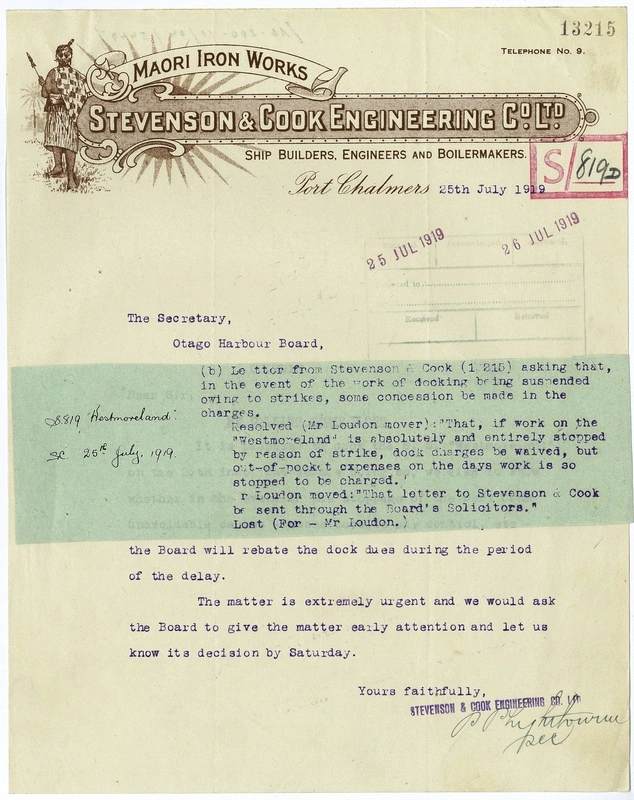 13215
TELEPHONE No. 9.
MAORI IRON WORKS
STEVENSON & COOK ENGINEERING CO. LTD
SHIP BUILDERS, ENGINEERS AND BOILERMAKERS.
S/819D
Port Chalmers 25th July 1919
25 JUL 1919
26 JUL 1919
The Secretary,
Otago Harbour Board,
(b) Letter from Stevenson & Cook (13215) asking that,
in the event of the work of docking being suspended
owing to strikes, some concession be made in the
charges.
S.819 "Westmoreland".
SC 25th July, 1919.
Resolved (Mr Loudon mover):"That, if work on the
"Westmoreland" is absolutely and entirely stopped
by reason of strike, dock charges be waived, but
out-of-pocket expenses on the days work is so
stopped to be charged."
r Loudon moved:"That letter to Stevenson & Cook
be sent through the Board's Solicitors."
Lost (For - Mr Loudon.)
the Board will rebate the dock dues during the period
of the delay.
The matter is extremely urgent and we would ask
the Board to give the matter early attention and let us
know its decision by Saturday.
Yours faithfully,
STEVENSON & COOK ENGINEERING CO. LTD
Sec